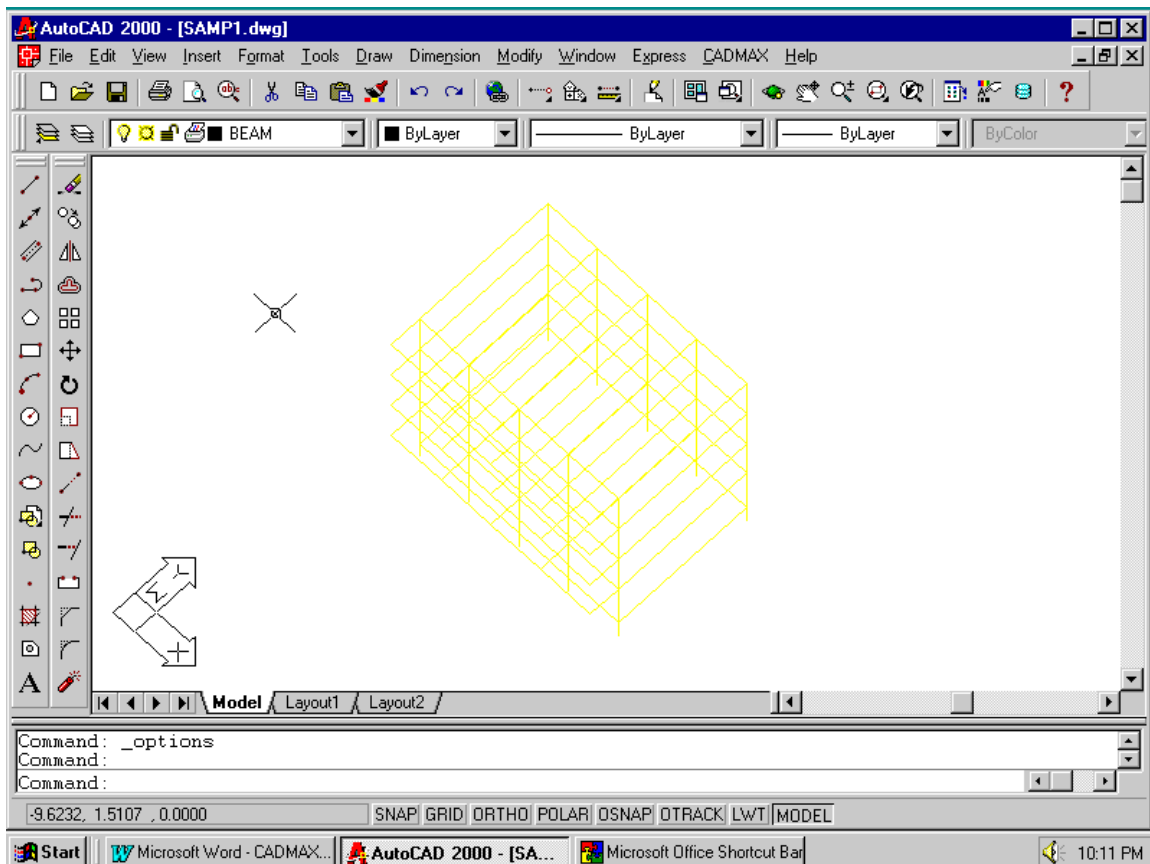 AutoCAD 2000 - [SAMP1.dwg]
File Edit View Insert Format Tools Draw Dimension Modify Window Express CADMAX Help
BEAM ByLayer ByLayer ByLayer ByColor
A
Model Layout1 Layout2
Command: _options
Command:
Command:
-9.6232, 1.5107 , 0.0000 SNAP GRID ORTHO POLAR OSNAP OTRACK LWT MODEL
Start Microsoft Word - CADMAX... AutoCAD 2000 - [SA... Microsoft Office Shortcut Bar 10:11 PM